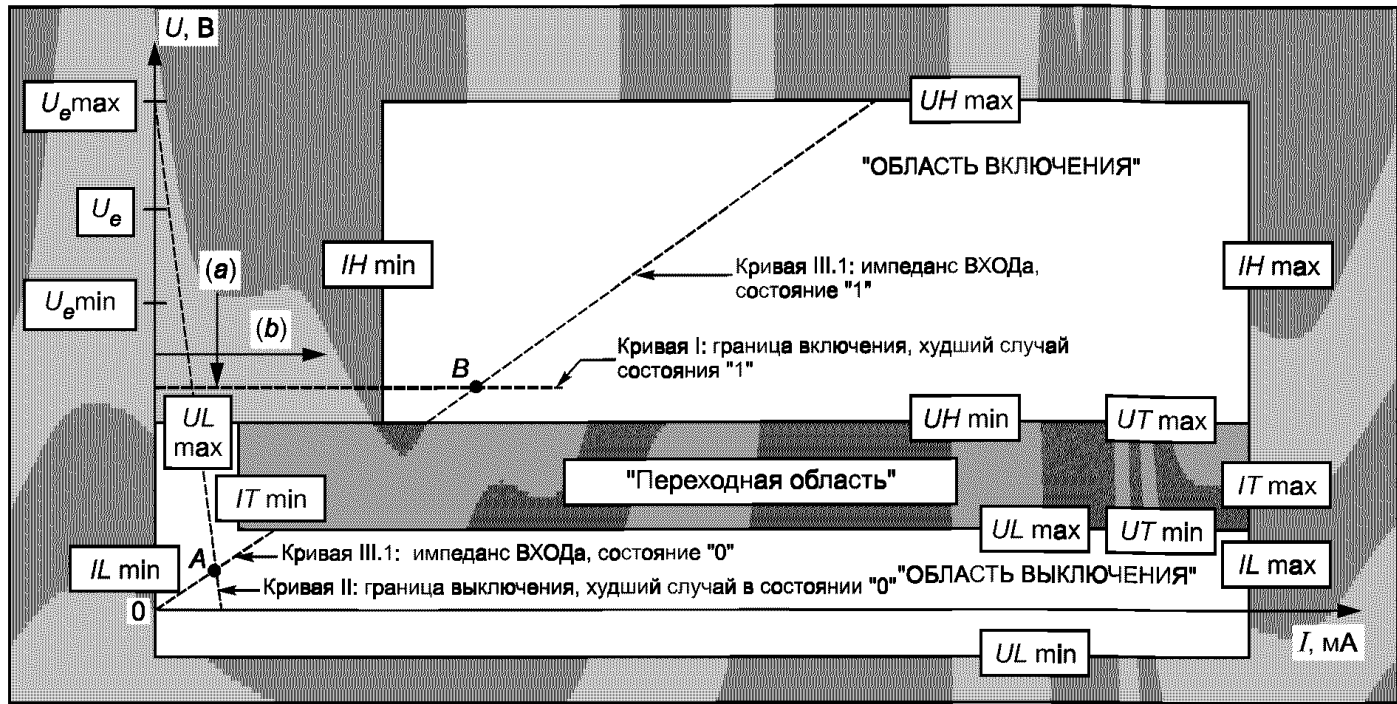 U, В
Uemax
UH max
"ОБЛАСТЬ ВКЛЮЧЕНИЯ"
Ue
(a)
IH min
Кривая III.1: импеданс ВХОДа,
состояние "1"
IH max
Uemin
(b)
Кривая I: граница включения, худший случай
состояния "1"
B
UL
max
UH min
UT max
"Переходная область"
IT min
IT max
UL max
UT min
A
IL min
Кривая III.1: импеданс ВХОДа, состояние "0"
"ОБЛАСТЬ ВЫКЛЮЧЕНИЯ"
IL max
Кривая II: граница выключения, худший случай в состоянии "0"
0
I, мА
UL min